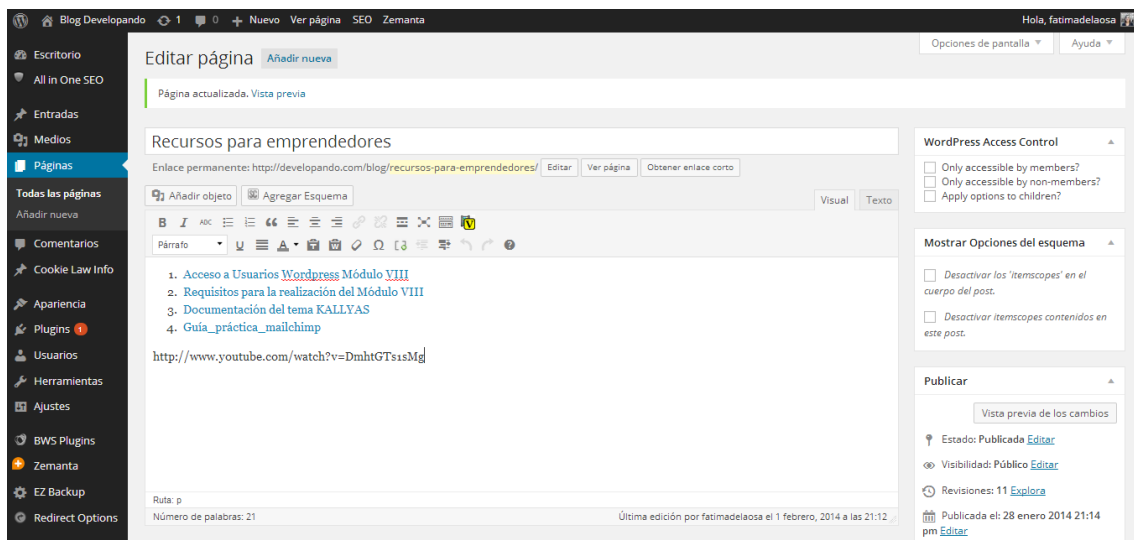 Blog Developando 1 0 + Nuevo Ver página SEO Zemanta Hola, fatimadelaosa
Opciones de pantalla Ayuda
Escritorio
All in One SEO
Entradas
Medios
Páginas
Todas las páginas
Añadir nueva
Comentarios
Cookie Law Info
Apariencia
Plugins 1
Usuarios
Herramientas
Ajustes
BWS Plugins
Zemanta
EZ Backup
Redirect Options
Editar página Añadir nueva
Página actualizada. Vista previa
Recursos para emprendedores
Enlace permanente: http://developando.com/blog/recursos-para-emprendedores/ Editar Ver página Obtener enlace corto
Añadir objeto Agregar Esquema
Visual Texto
B I ABC
Párrafo U A Ω
1. Acceso a Usuarios Wordpress Módulo VIII
2. Requisitos para la realización del Módulo VIII
3. Documentación del tema KALLYAS
4. Guía_práctica_mailchimp
http://www.youtube.com/watch?v=DmhtGTs1sMg
Ruta: p
Número de palabras: 21 Última edición por fatimadelaosa el 1 febrero, 2014 a las 21:12
WordPress Access Control
Only accessible by members?
Only accessible by non-members?
Apply options to children?
Mostrar Opciones del esquema
Desactivar los 'itemscopes' en el
cuerpo del post.
Desactivar itemscopes contenidos en
este post.
Publicar
Vista previa de los cambios
Estado: Publicada Editar
Visibilidad: Público Editar
Revisiones: 11 Explora
Publicada el: 28 enero 2014 21:14
pm Editar